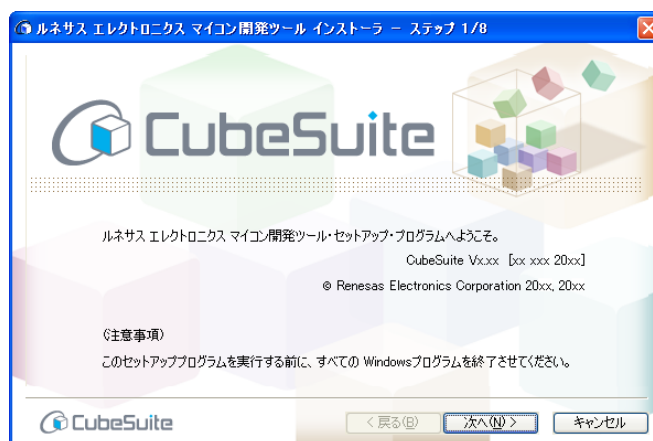 ルネサス エレクトロニクス マイコン開発ツール インストーラ － ステップ 1/8
CubeSuite
ルネサス エレクトロニクス マイコン開発ツール・セットアップ・プログラムへようこそ。
CubeSuite Vx.xx [xx xxx 20xx]
© Renesas Electronics Corporation 20xx, 20xx
(注意事項)
このセットアッププログラムを実行する前に、すべての Windowsプログラムを終了させてください。
CubeSuite
< 戻る(B) 次へ(N) > キャンセル